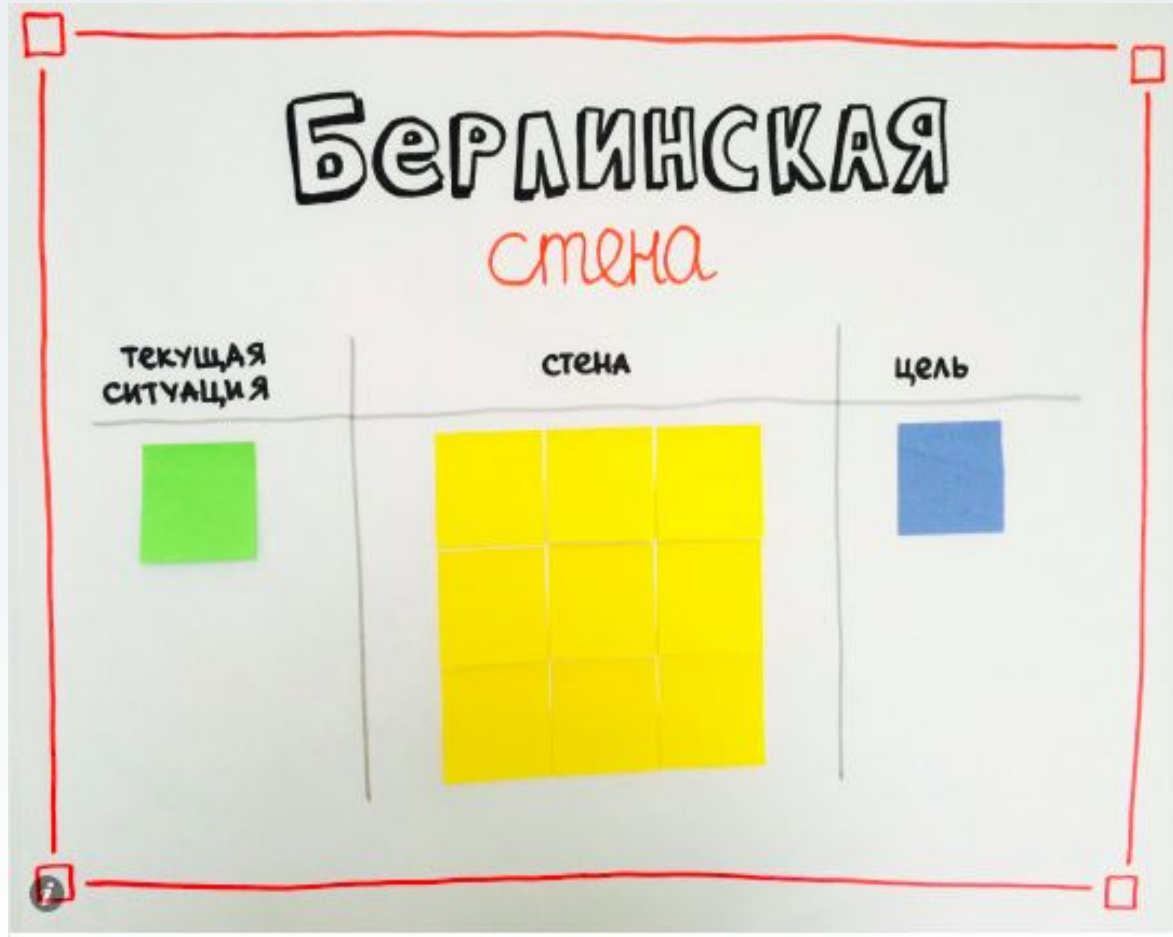 Берлинская
стена
текущая
ситуация
стена
цель